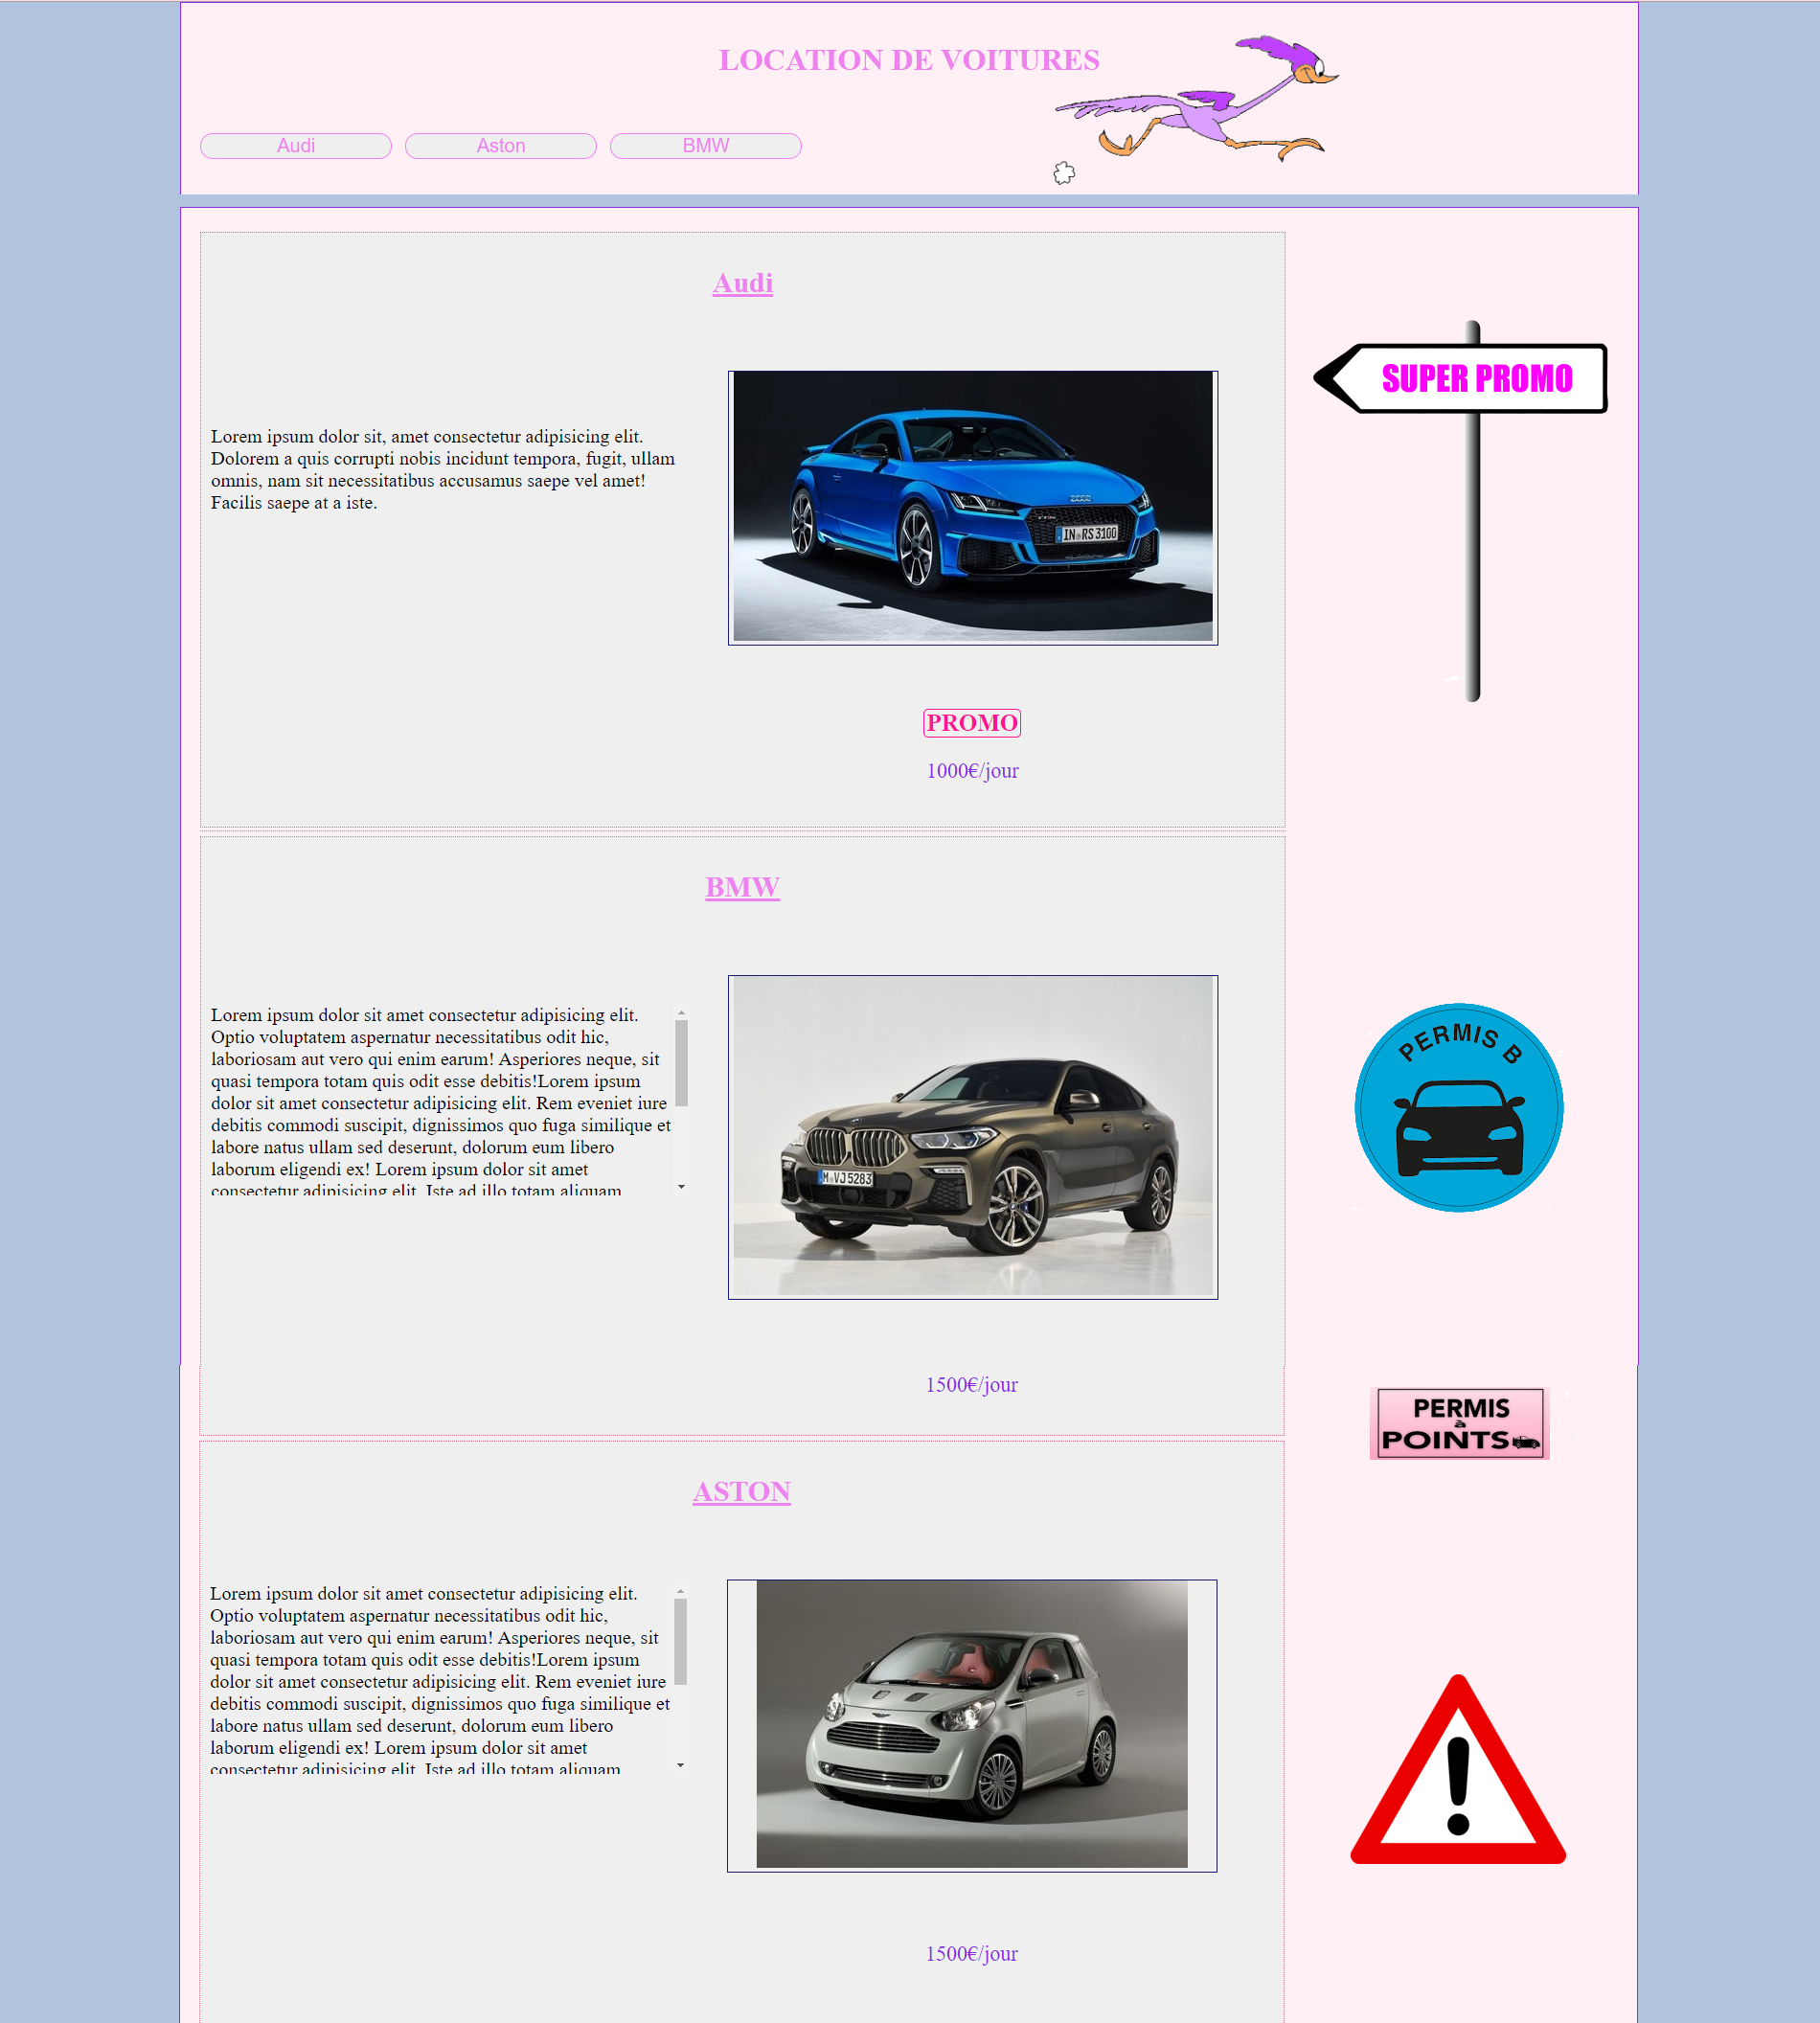 LOCATION DE VOITURES
Audi
Aston
BMW
Audi
SUPER PROMO
Lorem ipsum dolor sit, amet consectetur adipisicing elit.
Dolorem a quis corrupti nobis incidunt tempora, fugit, ullam
omnis, nam sit necessitatibus accusamus saepe vel amet!
Facilis saepe at a iste.
IN RS 3100
PROMO
1000€/jour
BMW
Lorem ipsum dolor sit amet consectetur adipisicing elit.
Optio voluptatem aspernatur necessitatibus odit hic,
laboriosam aut vero qui enim earum! Asperiores neque, sit
quasi tempora totam quis odit esse debitis!Lorem ipsum
dolor sit amet consectetur adipisicing elit. Rem eveniet iure
debitis commodi suscipit, dignissimos quo fuga similique et
labore natus ullam sed deserunt, dolorum eum libero
laborum eligendi ex! Lorem ipsum dolor sit amet
consectetur adipisicing elit. Iste ad illo totam aliquam
M VJ 5283
PERMIS B
1500€/jour
PERMIS
À
POINTS
ASTON
Lorem ipsum dolor sit amet consectetur adipisicing elit.
Optio voluptatem aspernatur necessitatibus odit hic,
laboriosam aut vero qui enim earum! Asperiores neque, sit
quasi tempora totam quis odit esse debitis!Lorem ipsum
dolor sit amet consectetur adipisicing elit. Rem eveniet iure
debitis commodi suscipit, dignissimos quo fuga similique et
labore natus ullam sed deserunt, dolorum eum libero
laborum eligendi ex! Lorem ipsum dolor sit amet
consectetur adipisicing elit. Iste ad illo totam aliquam
1500€/jour